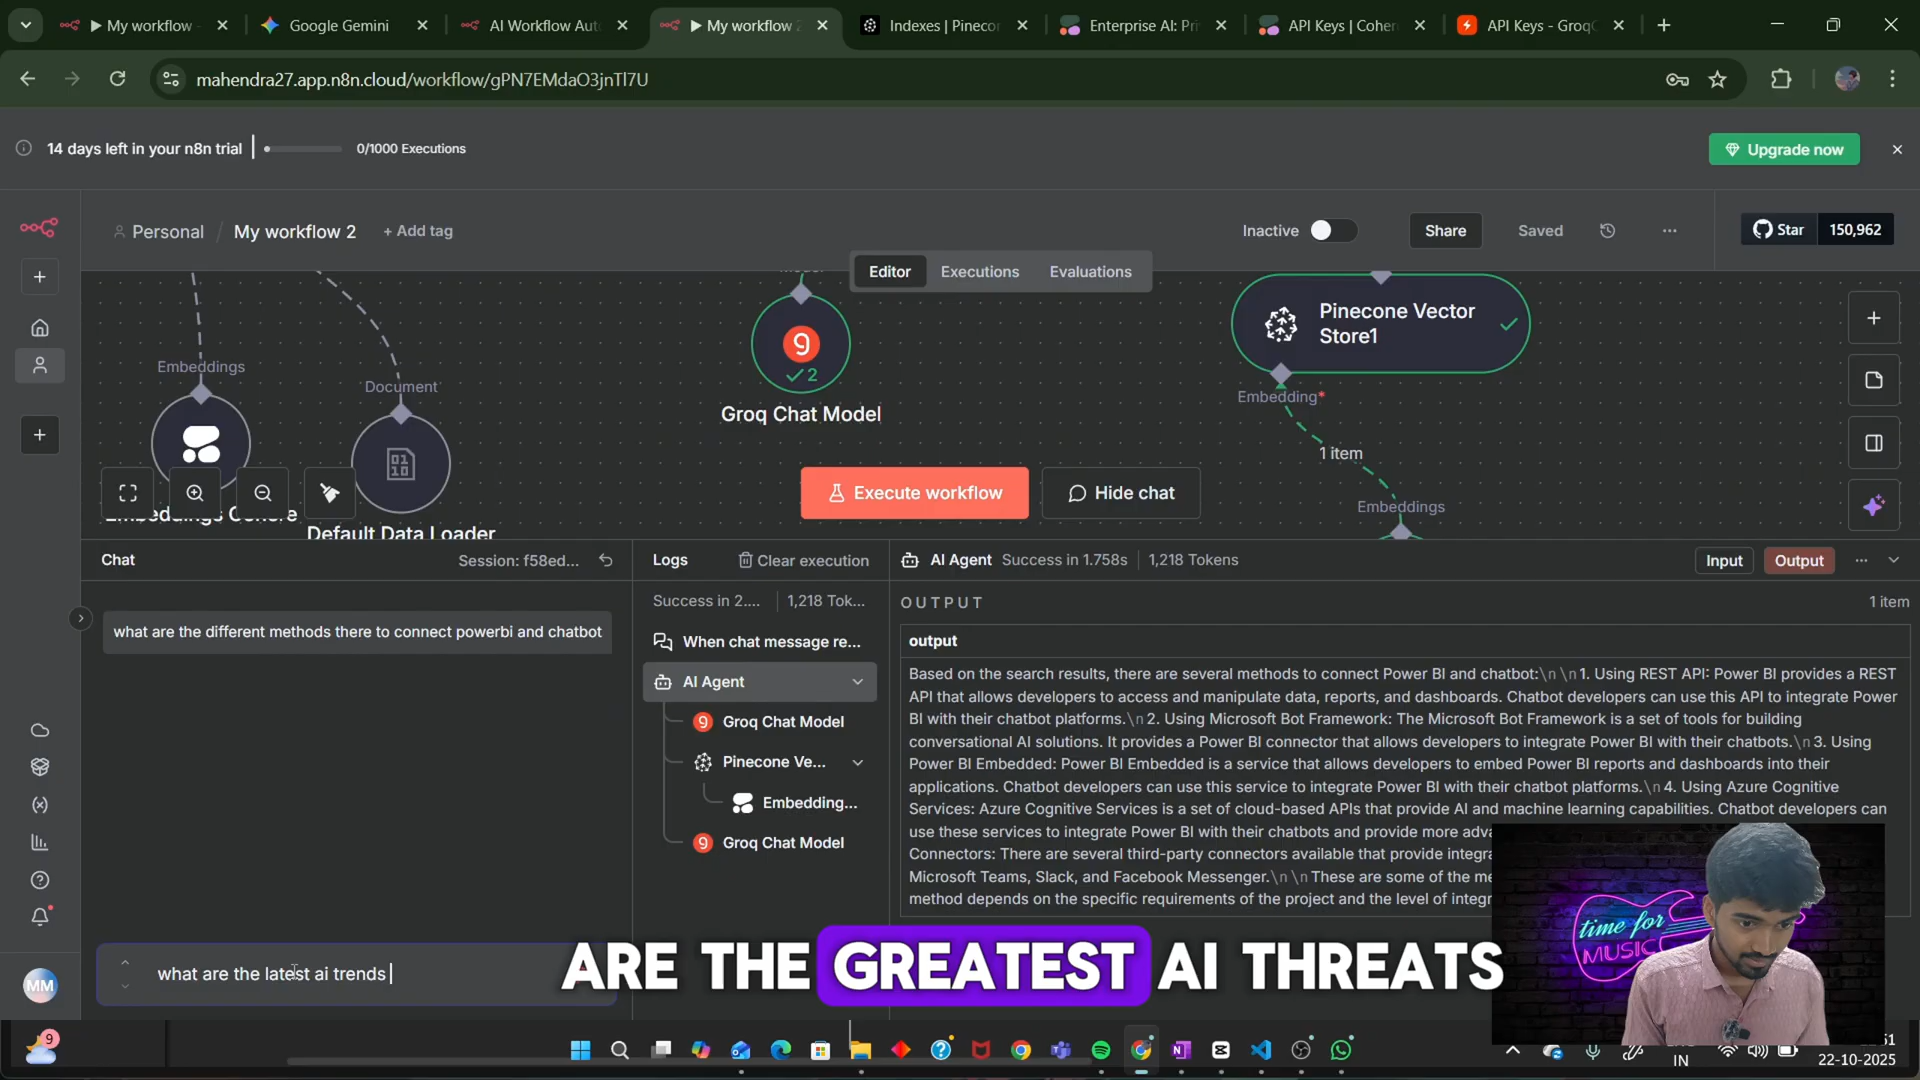 My workflow
Google Gemini
AI Workflow Auto
My workflow 2
Indexes | Pinecon
Enterprise AI: Pri
API Keys | Coher
API Keys - GroqC
mahendra27.app.n8n.cloud/workflow/gPN7EMdaO3jnTl7U
14 days left in your n8n trial
0/1000 Executions
Upgrade now
Personal / My workflow 2
+ Add tag
Inactive
Share
Saved
Star
150,962
Editor
Executions
Evaluations
Embeddings
Document
Default Data Loader
Groq Chat Model
2
Pinecone Vector
Store1
Embedding*
1 item
Embeddings
Execute workflow
Hide chat
Chat
Session: f58ed...
Logs
Clear execution
AI Agent
Success in 1.758s
1,218 Tokens
Input
Output
what are the different methods there to connect powerbi and chatbot
Success in 2....
1,218 Tok...
When chat message re...
AI Agent
Groq Chat Model
Pinecone Ve...
Embedding...
Groq Chat Model
OUTPUT
1 item
output
Based on the search results, there are several methods to connect Power BI and chatbot:\n\n1. Using REST API: Power BI provides a REST
API that allows developers to access and manipulate data, reports, and dashboards. Chatbot developers can use this API to integrate Power
BI with their chatbot platforms.\n2. Using Microsoft Bot Framework: The Microsoft Bot Framework is a set of tools for building
conversational AI solutions. It provides a Power BI connector that allows developers to integrate Power BI with their chatbots.\n3. Using
Power BI Embedded: Power BI Embedded is a service that allows developers to embed Power BI reports and dashboards into their
applications. Chatbot developers can use this service to integrate Power BI with their chatbot platforms.\n4. Using Azure Cognitive
Services: Azure Cognitive Services is a set of cloud-based APIs that provide AI and machine learning capabilities. Chatbot developers can
use these services to integrate Power BI with their chatbots and provide more adva
Connectors: There are several third-party connectors available that provide integra
Microsoft Teams, Slack, and Facebook Messenger.\n\nThese are some of the me
method depends on the specific requirements of the project and the level of integr
what are the latest ai trends
ARE THE GREATEST AI THREATS
time for
MUSIC
MM
9
IN
22-10-2025